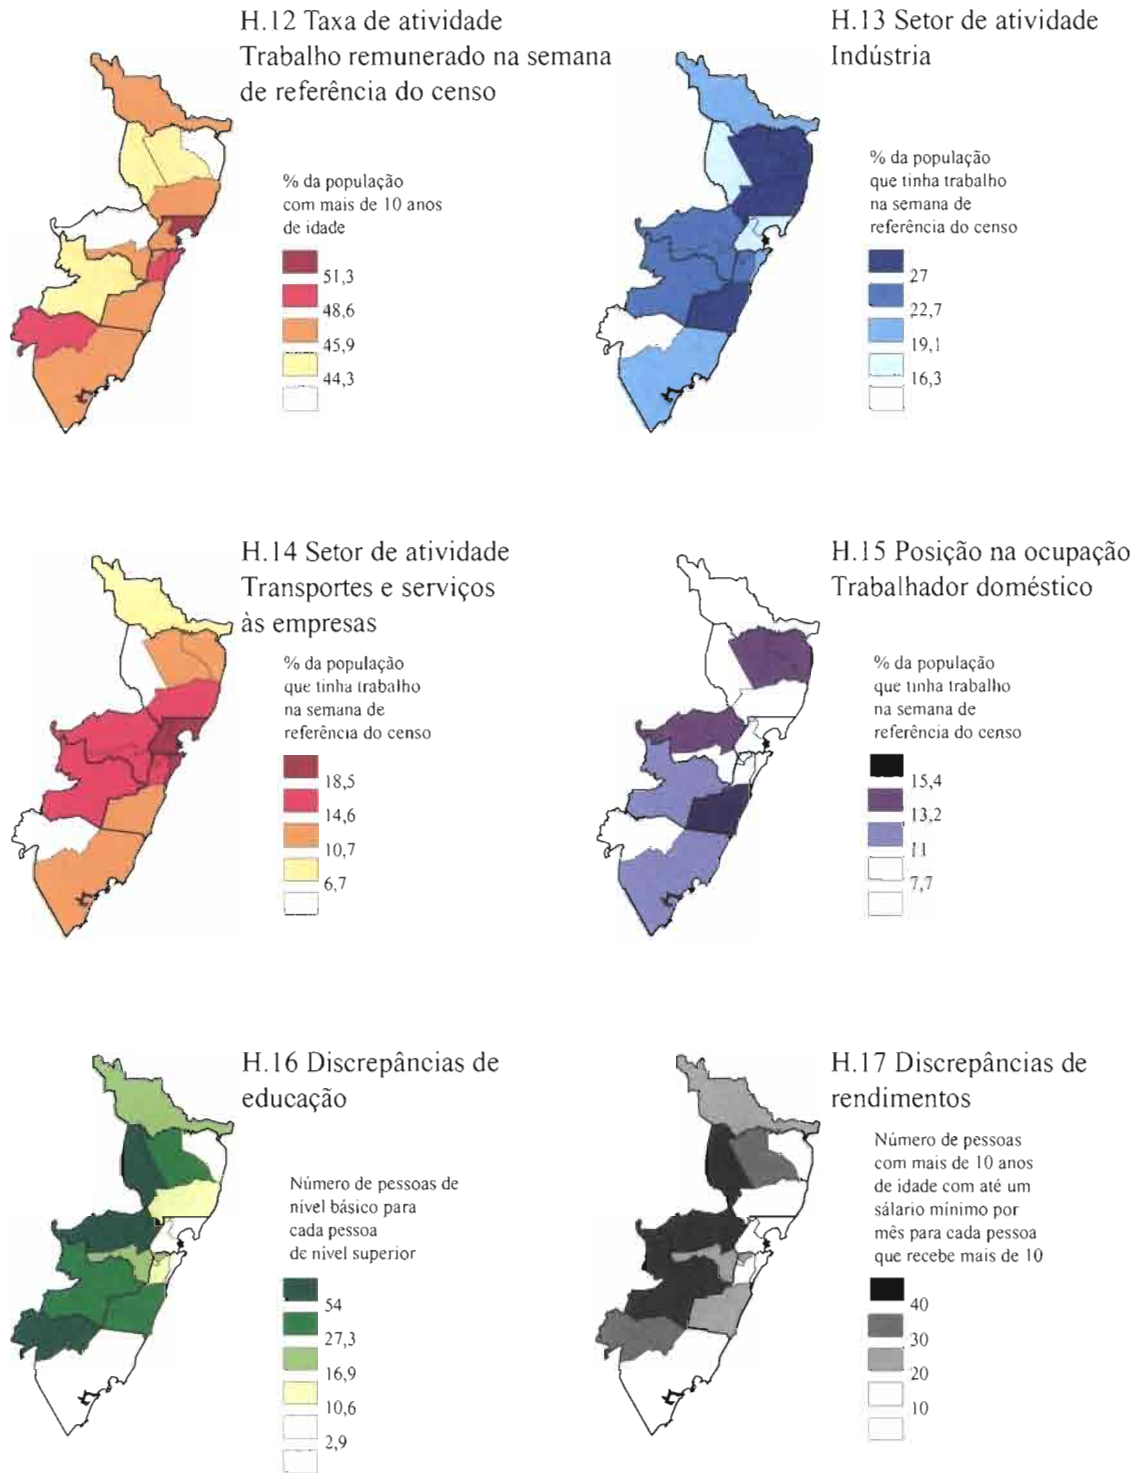 H.12 Taxa de atividade
Trabalho remunerado na semana
de referência do censo
% da população
com mais de 10 anos
de idade
51,3
48,6
45,9
44,3
H.13 Setor de atividade
Indústria
% da população
que tinha trabalho
na semana de
referência do censo
27
22,7
19,1
16,3
H.14 Setor de atividade
Transportes e serviços
às empresas
% da população
que tinha trabalho
na semana de
referência do censo
18,5
14,6
10,7
6,7
H.15 Posição na ocupação
Trabalhador doméstico
% da população
que tinha trabalho
na semana de
referência do censo
15,4
13,2
11
7,7
H.16 Discrepâncias de
educação
Número de pessoas de
nível básico para
cada pessoa
de nível superior
54
27,3
16,9
10,6
2,9
H.17 Discrepâncias de
rendimentos
Número de pessoas
com mais de 10 anos
de idade com até um
sálario mínimo por
mês para cada pessoa
que recebe mais de 10
40
30
20
10